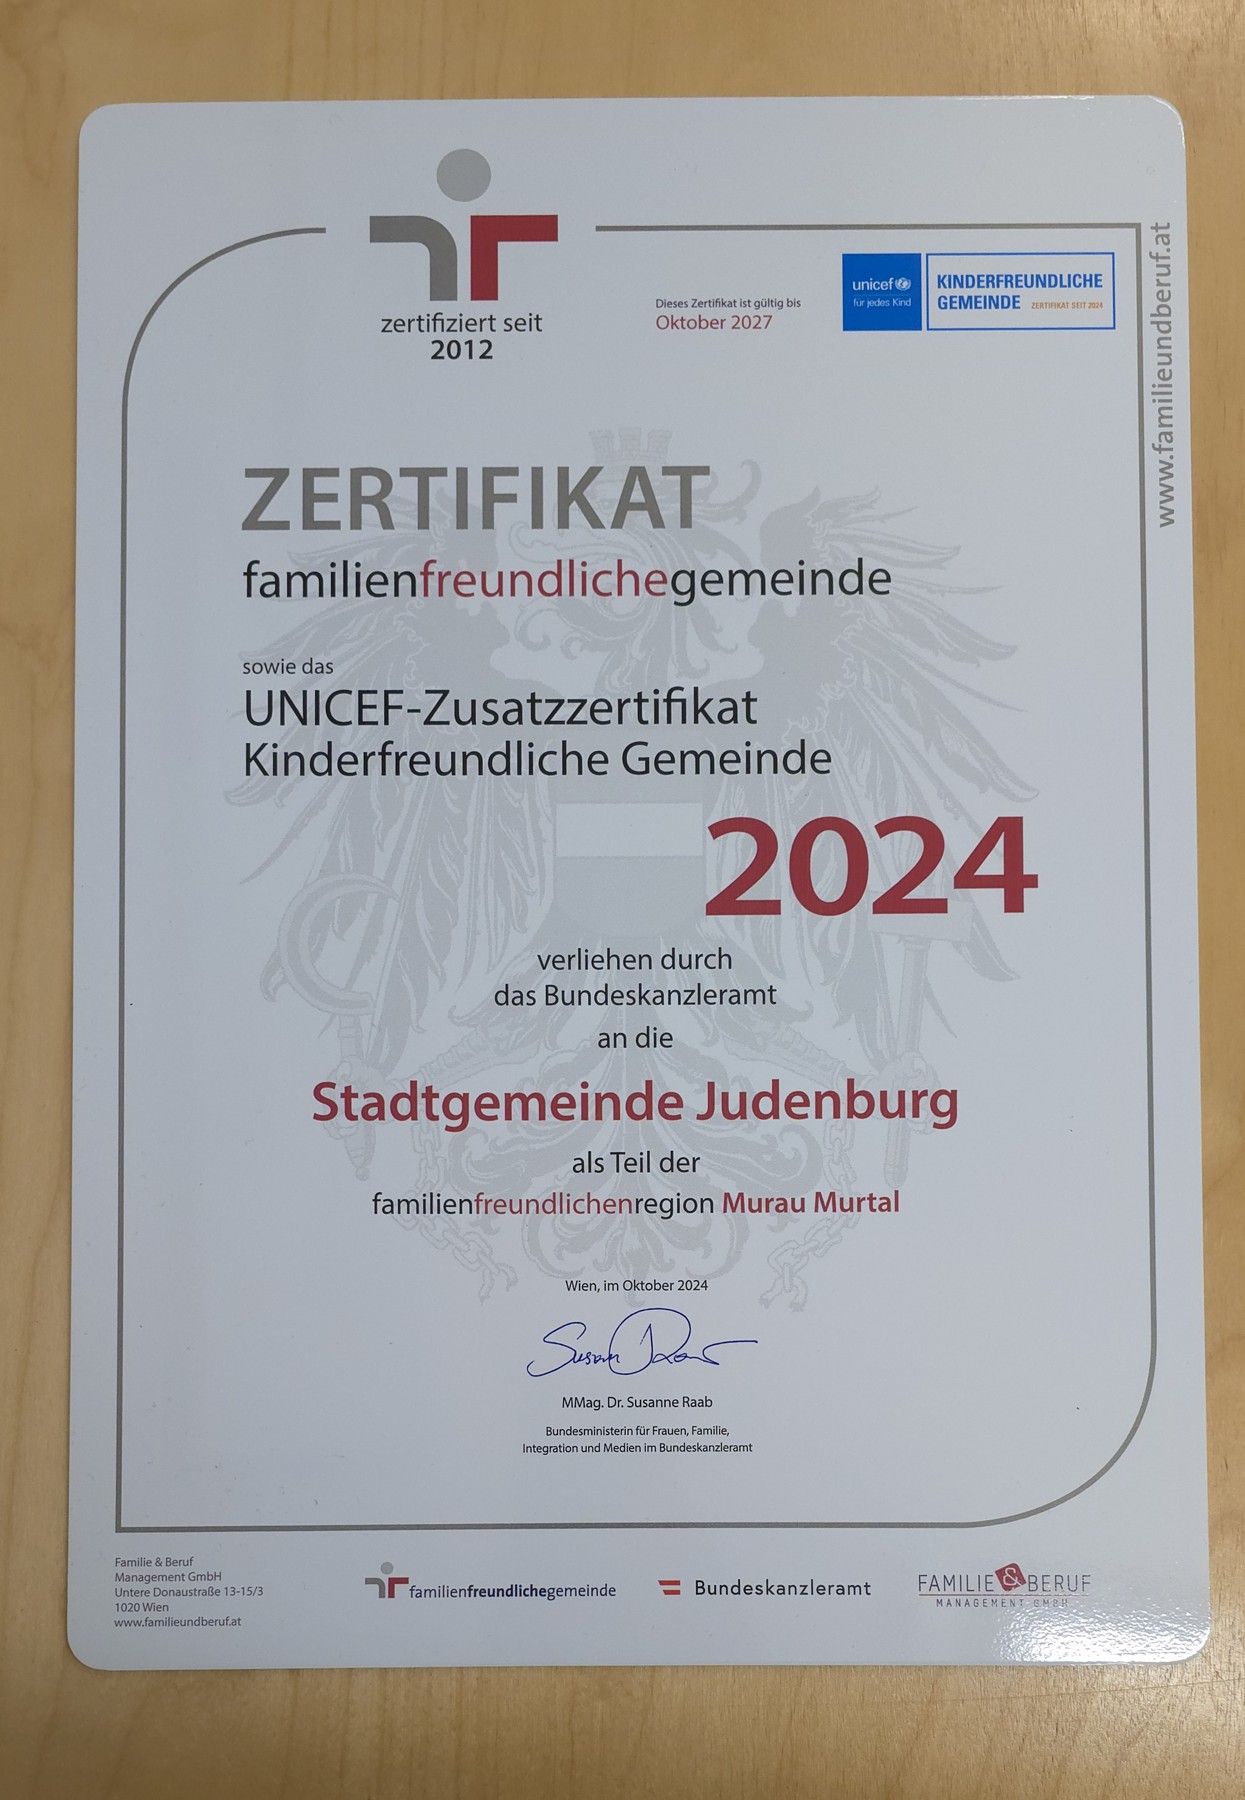 zertifiziert seit
2012
Dieses Zertifikat ist gültig bis
Oktober 2027
unicef
für jedes Kind
KINDERFREUNDLICHE
GEMEINDE ZERTIFIKAT SEIT 2024
www.familieundberuf.at
ZERTIFIKAT
familienfreundlichegemeinde
sowie das
UNICEF-Zusatzzertifikat
Kinderfreundliche Gemeinde
2024
verliehen durch
das Bundeskanzleramt
an die
Stadtgemeinde Judenburg
als Teil der
familienfreundlichenregion Murau Murtal
Wien, im Oktober 2024
MMag. Dr. Susanne Raab
Bundesministerin für Frauen, Familie,
Integration und Medien im Bundeskanzleramt
Familie & Beruf
Management GmbH
Untere Donaustraße 13-15/3
1020 Wien
www.familieundberuf.at
familienfreundlichegemeinde
Bundeskanzleramt
FAMILIE & BERUF
MANAGEMENT GMBH